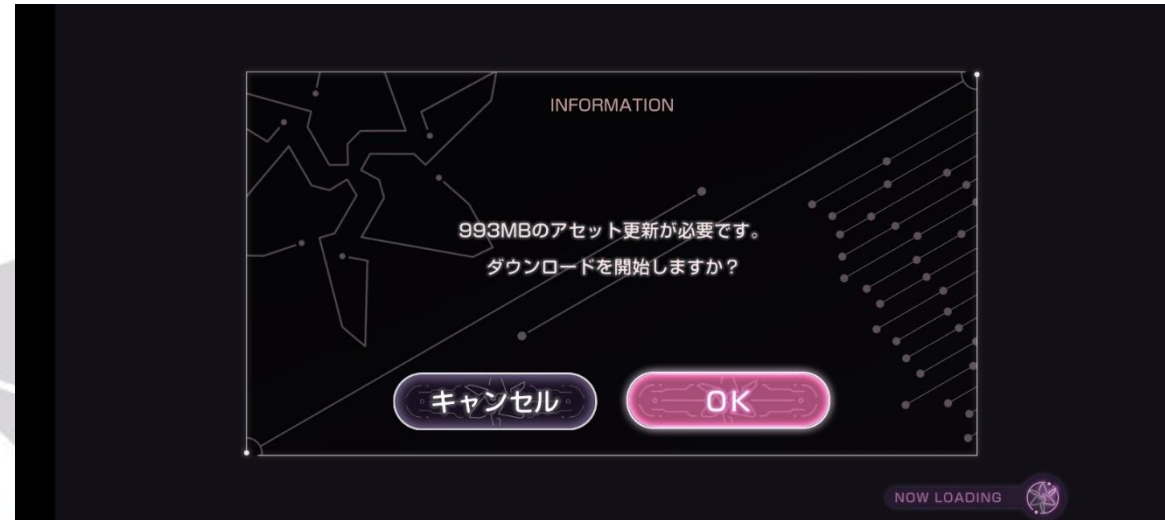 INFORMATION
993MBのアセット更新が必要です。
ダウンロードを開始しますか？
キャンセル
OK
NOW LOADING